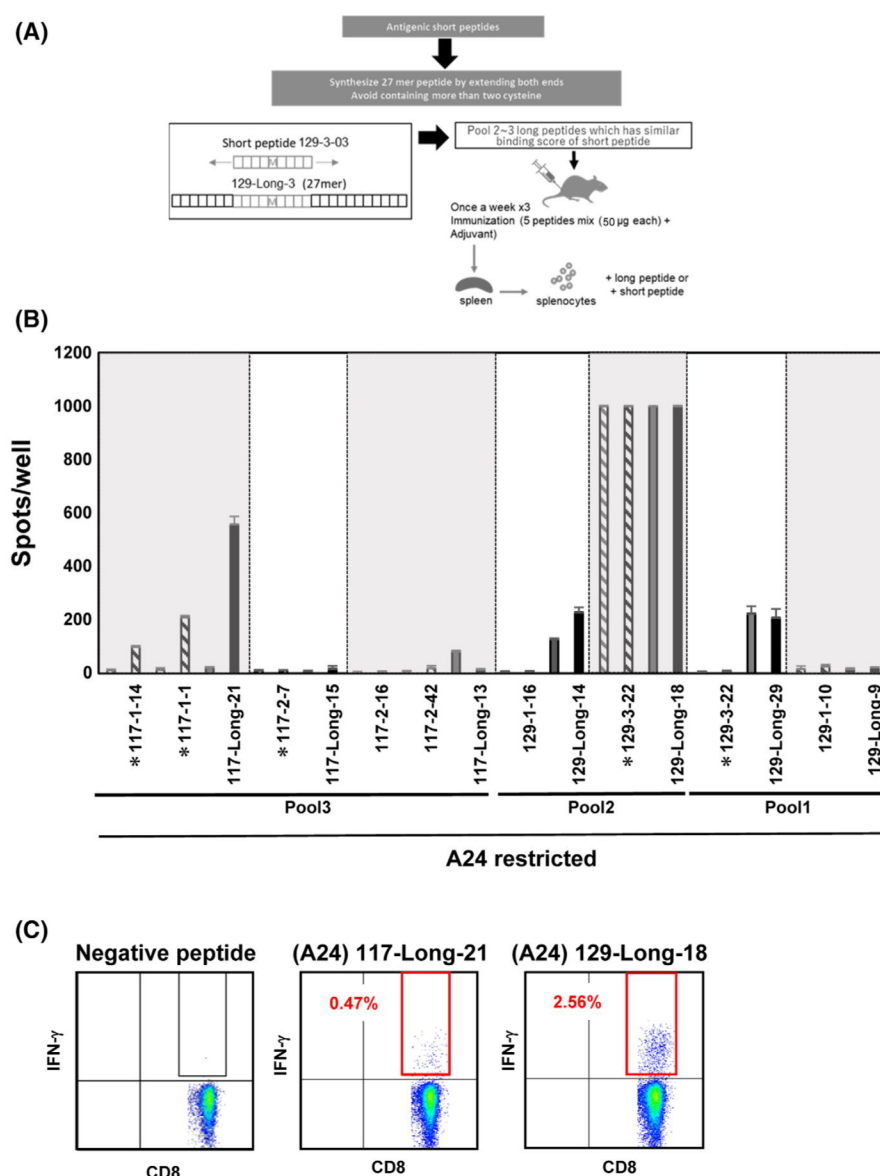 (A)
Antigenic short peptides
Synthesize 27 mer peptide by extending both ends
Avoid containing more than two cysteine
Short peptide 129-3-03
M
129-Long-3 (27mer)
M
Pool 2~3 long peptides which has similar
binding score of short peptide
Once a week x3
Immunization (5 peptides mix (50 µg each) +
Adjuvant)
spleen
splenocytes
+ long peptide or
+ short peptide
(B)
Spots/well
1200
1000
800
600
400
200
0
*117-1-14
*117-1-1
117-Long-21
*117-2-7
117-Long-15
117-2-16
117-2-42
117-Long-13
129-1-16
129-Long-14
*129-3-22
129-Long-18
*129-3-22
129-Long-29
129-1-10
129-Long-9
Pool3
Pool2
Pool1
A24 restricted
(C)
Negative peptide
(A24) 117-Long-21
(A24) 129-Long-18
0.47%
2.56%
IFN-γ
IFN-γ
IFN-γ
CD8
CD8
CD8